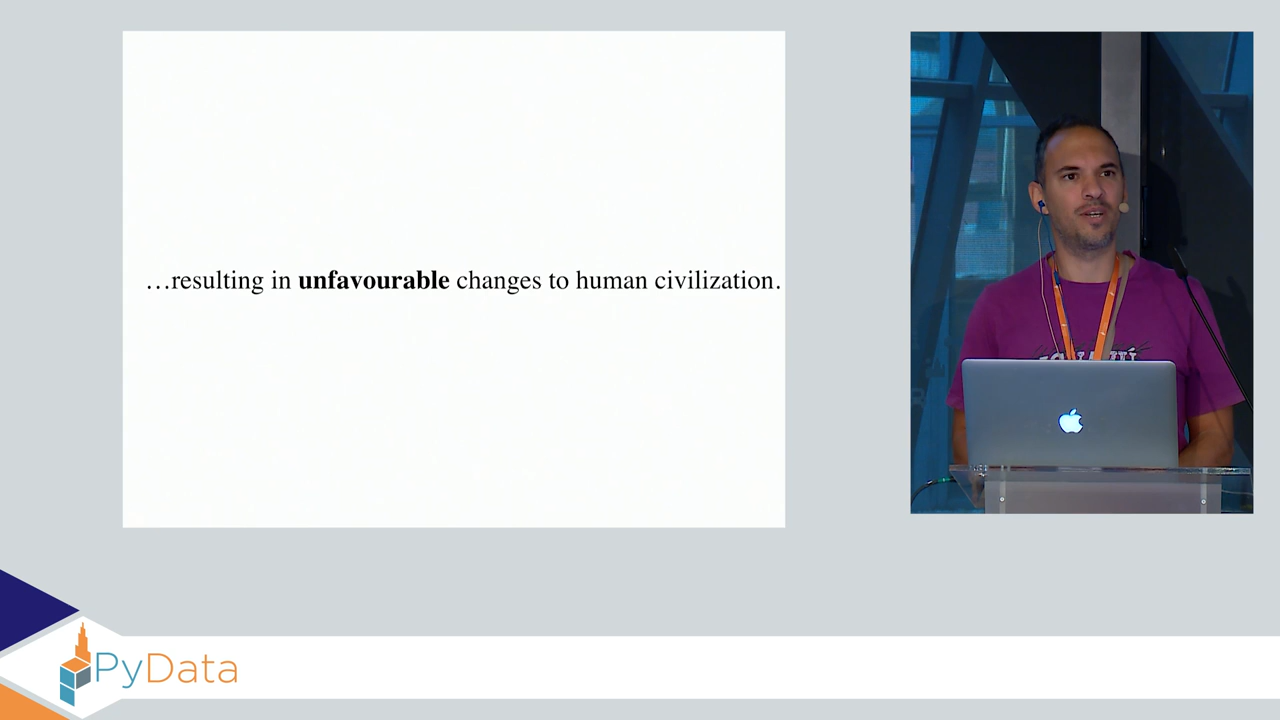 …resulting in unfavourable changes to human civilization.
PyData